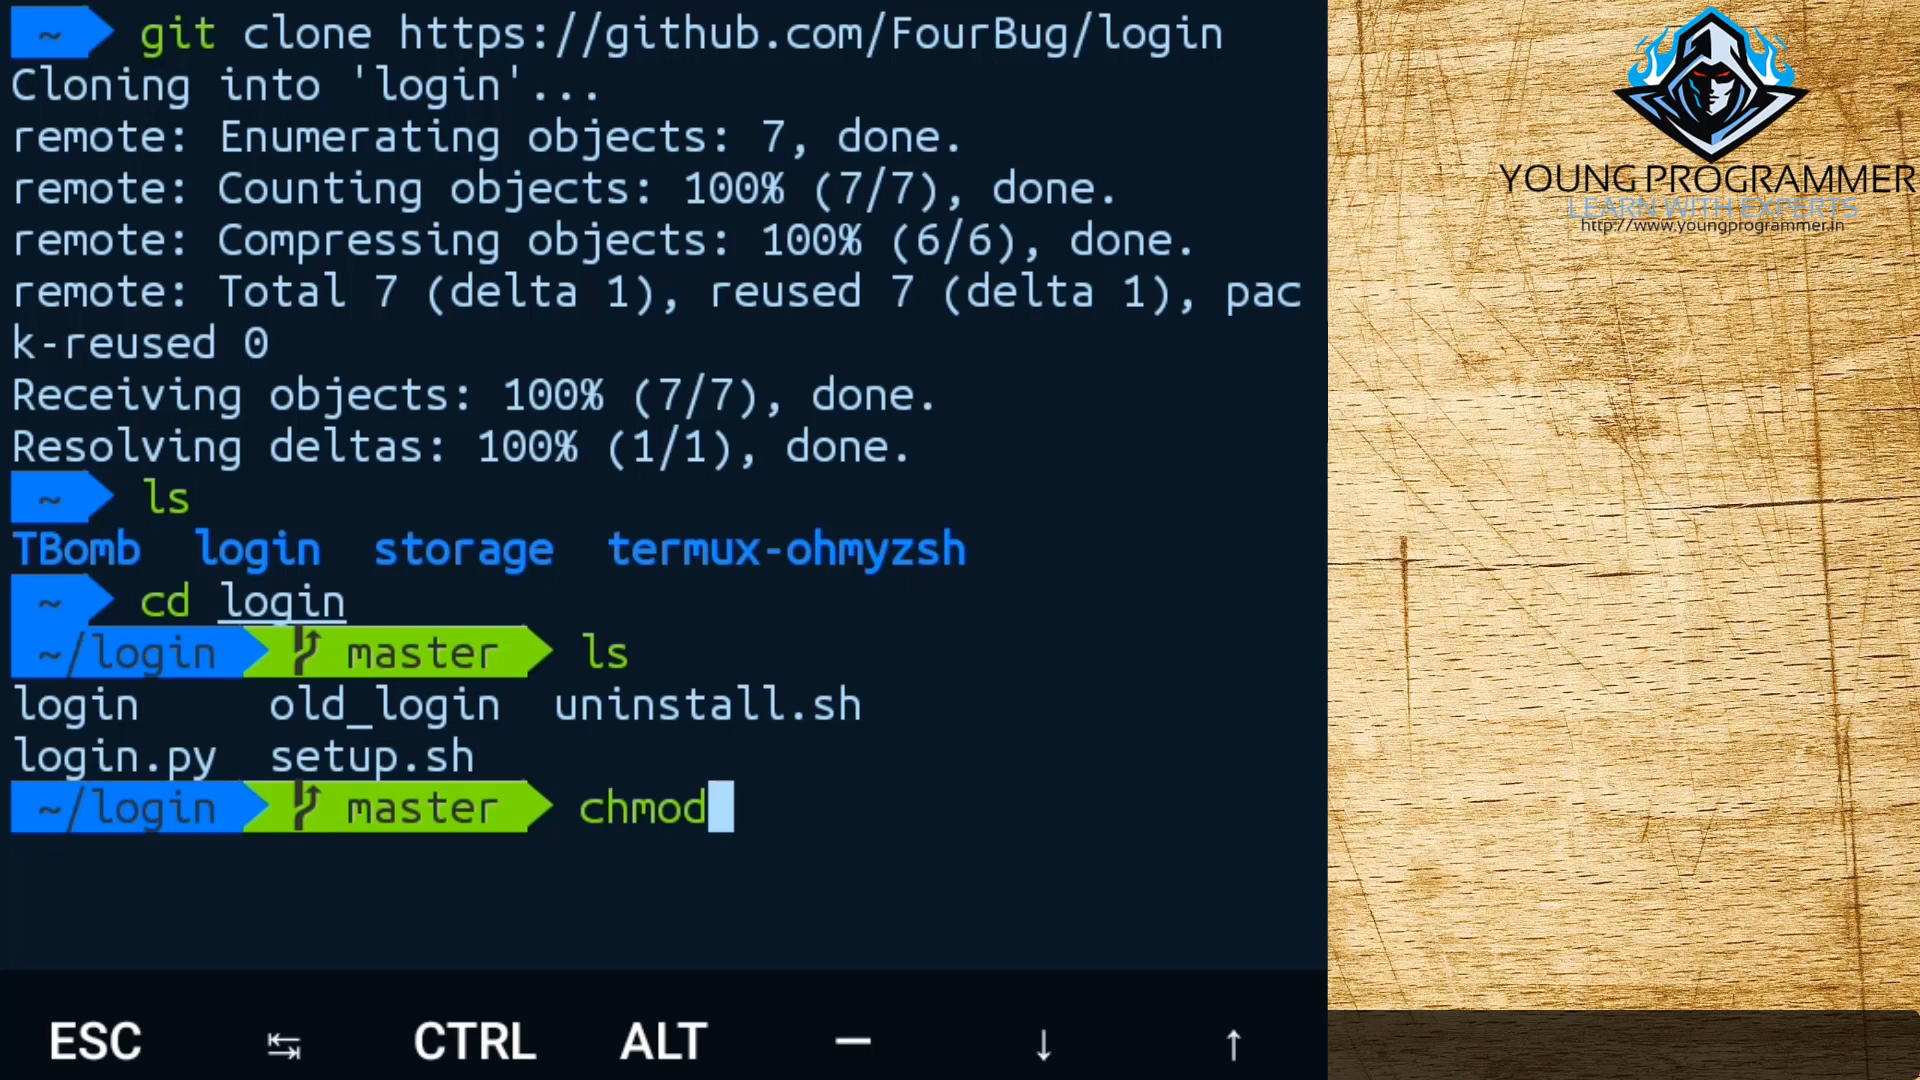 ~ git clone https://github.com/FourBug/login
Cloning into 'login'...
remote: Enumerating objects: 7, done.
remote: Counting objects: 100% (7/7), done.
remote: Compressing objects: 100% (6/6), done.
remote: Total 7 (delta 1), reused 7 (delta 1), pac
k-reused 0
Receiving objects: 100% (7/7), done.
Resolving deltas: 100% (1/1), done.
~ ls
TBomb login storage termux-ohmyzsh
~ cd login
~/login master ls
login old_login uninstall.sh
login.py setup.sh
~/login master chmod
ESC ↹ CTRL ALT — ↓ ↑
YOUNG PROGRAMMER
LEARN WITH EXPERTS
http://www.youngprogrammer.in